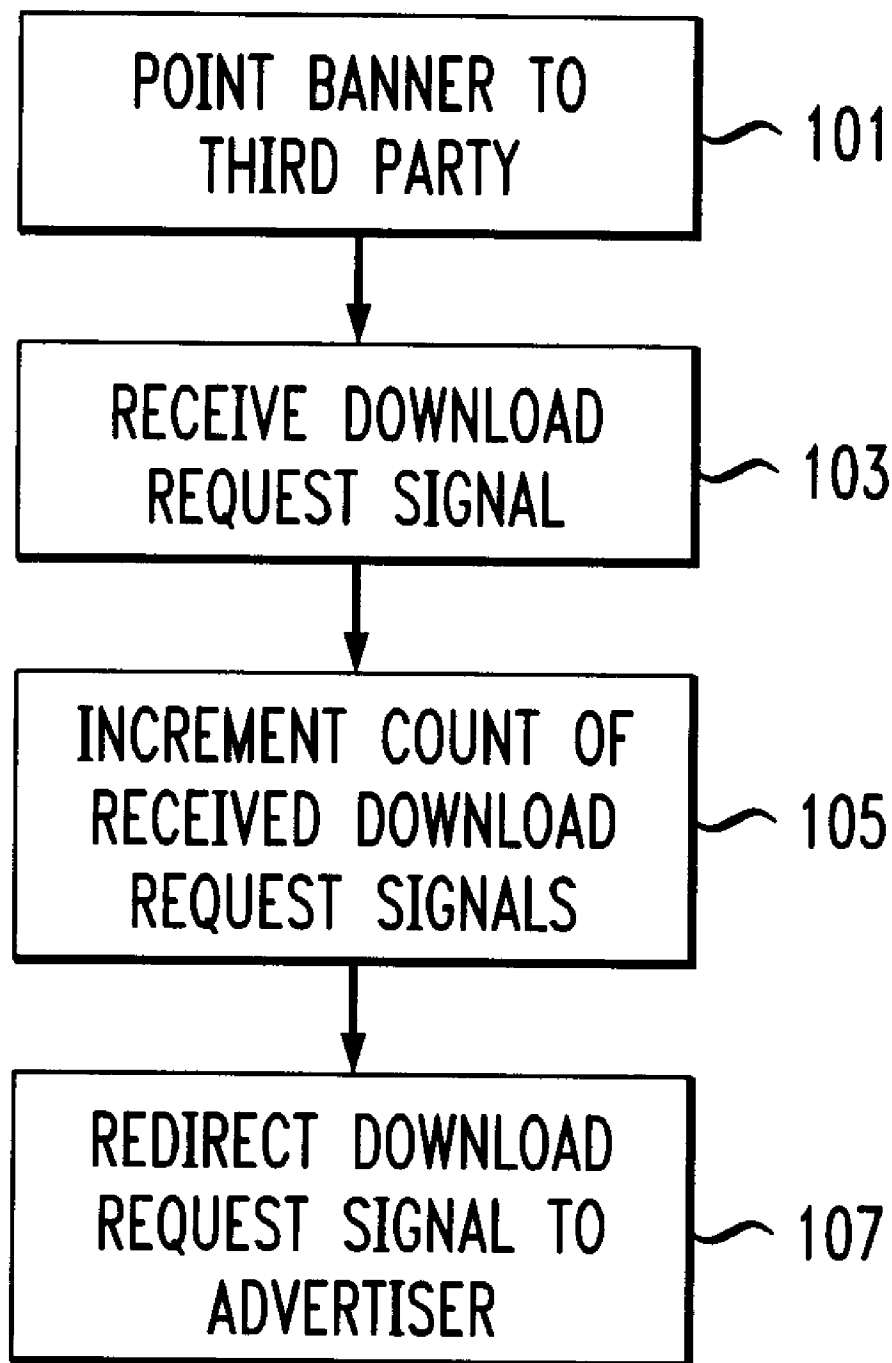 POINT BANNER TO
THIRD PARTY
101
RECEIVE DOWNLOAD
REQUEST SIGNAL
103
INCREMENT COUNT OF
RECEIVED DOWNLOAD
REQUEST SIGNALS
105
REDIRECT DOWNLOAD
REQUEST SIGNAL TO
ADVERTISER
107